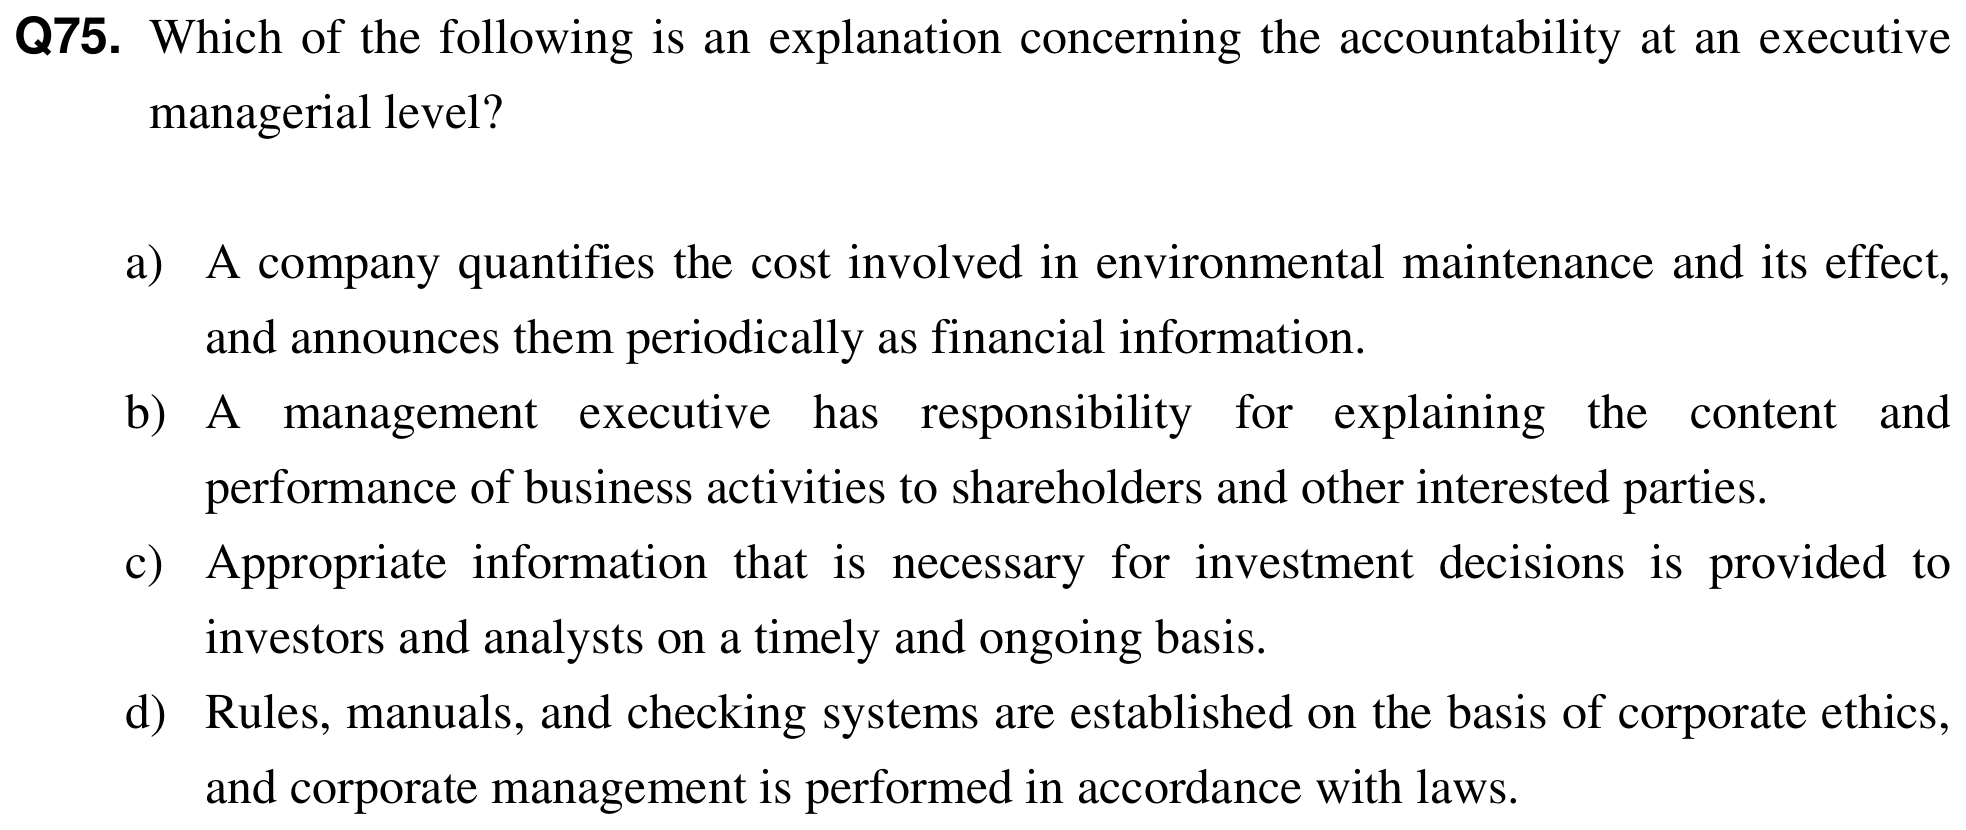 Q75. Which of the following is an explanation concerning the accountability at an executive
managerial level?
a) A company quantifies the cost involved in environmental maintenance and its effect,
and announces them periodically as financial information.
b) A management executive has responsibility for explaining the content and
performance of business activities to shareholders and other interested parties.
c) Appropriate information that is necessary for investment decisions is provided to
investors and analysts on a timely and ongoing basis.
d) Rules, manuals, and checking systems are established on the basis of corporate ethics,
and corporate management is performed in accordance with laws.